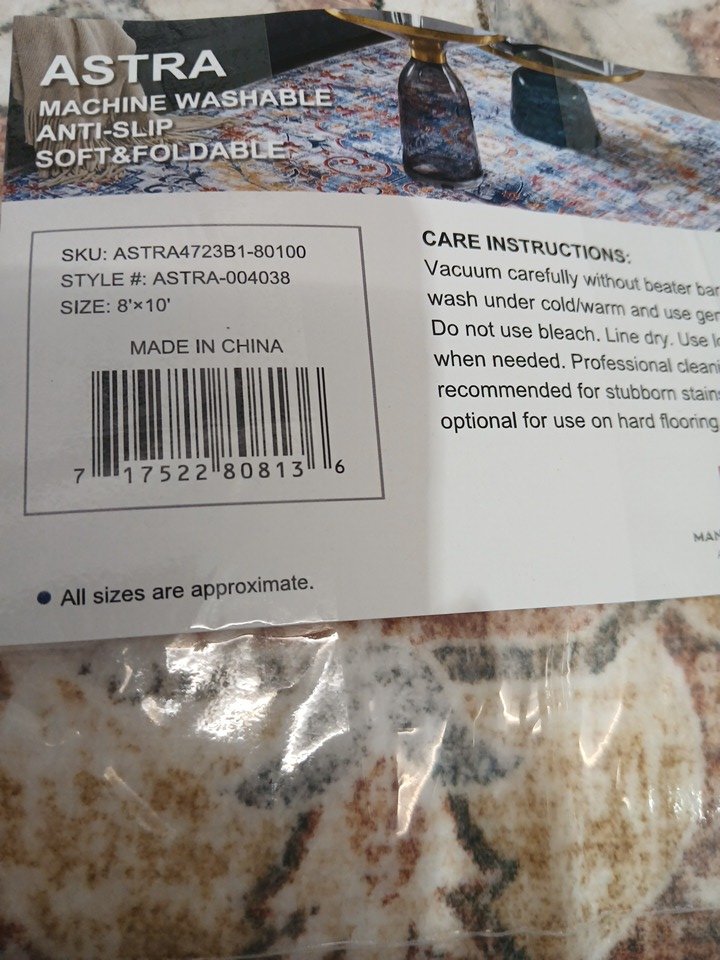 ASTRA
MACHINE WASHABLE
ANTI-SLIP
SOFT&FOLDABLE
SKU: ASTRA4723B1-80100
STYLE #: ASTRA-004038
SIZE: 8'×10'
MADE IN CHINA
7 17522 80813 6
All sizes are approximate.
CARE INSTRUCTIONS:
Vacuum carefully without beater bar
wash under cold/warm and use
Do not use bleach. Line dry. Use
when needed. Professional
recommended for stubborn
optional for use on hard flooring